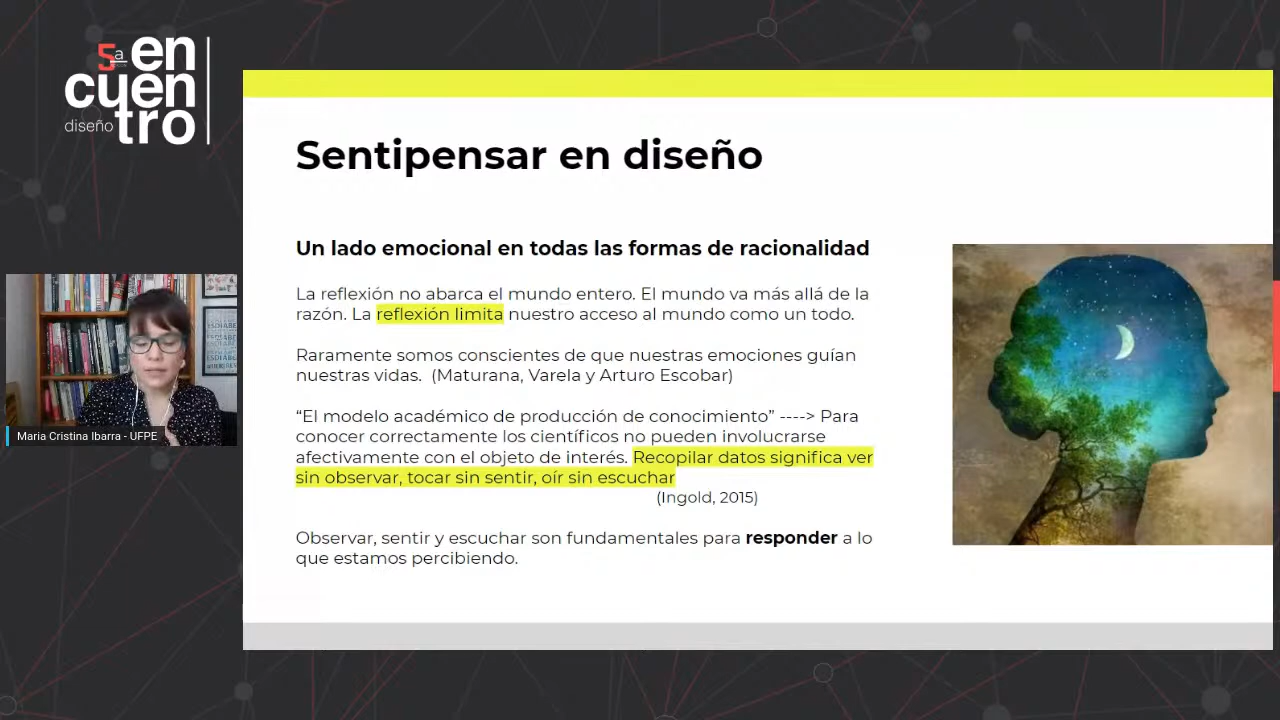 5a en
cuen
diseño tro
Sentipensar en diseño
Un lado emocional en todas las formas de racionalidad
La reflexión no abarca el mundo entero. El mundo va más allá de la
razón. La reflexión limita nuestro acceso al mundo como un todo.
Raramente somos conscientes de que nuestras emociones guían
nuestras vidas. (Maturana, Varela y Arturo Escobar)
“El modelo académico de producción de conocimiento” ----> Para
conocer correctamente los científicos no pueden involucrarse
afectivamente con el objeto de interés. Recopilar datos significa ver
sin observar, tocar sin sentir, oír sin escuchar
(Ingold, 2015)
Observar, sentir y escuchar son fundamentales para responder a lo
que estamos percibiendo.
Maria Cristina Ibarra - UFPE